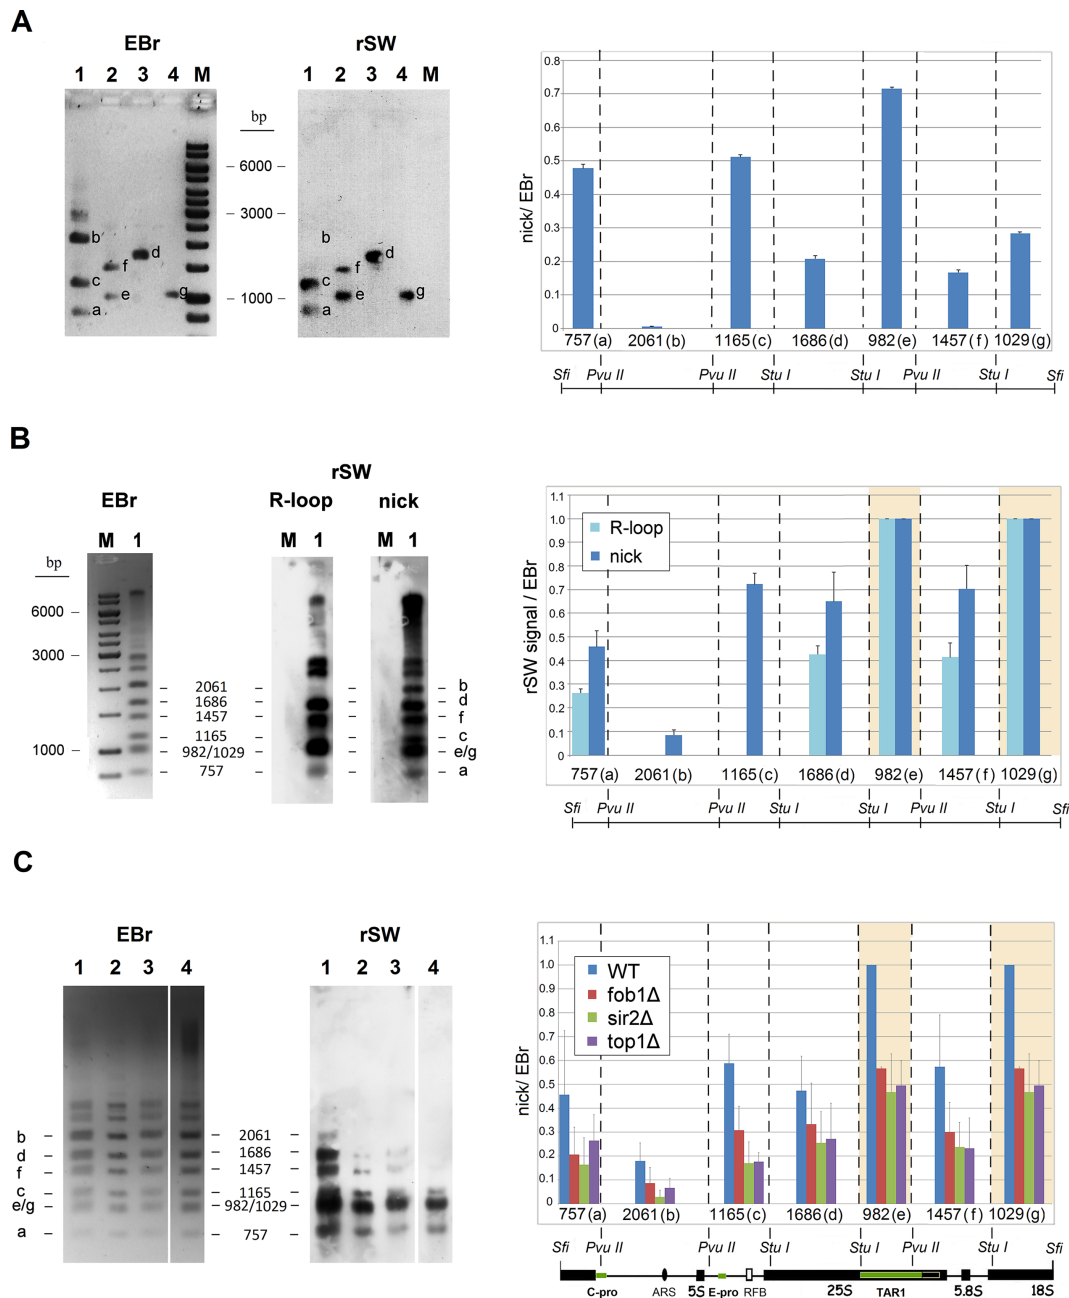 A
EBr
rSW
1 2 3 4 M
bp
1 2 3 4 M
6000
3000
1000
b
c
a
f
e
d
g
b
c
a
f
e
d
g
nick/ EBr
0.8
0.7
0.6
0.5
0.4
0.3
0.2
0.1
0
757 (a) 2061 (b) 1165 (c) 1686 (d) 982 (e) 1457 (f) 1029 (g)
Sfi Pvu II Pvu II Stu I Stu I Pvu II Stu I Sfi
B
rSW
EBr
R-loop
nick
M 1
M 1
M 1
bp
6000
3000
1000
2061
1686
1457
1165
982/1029
757
b
d
f
c
e/g
a
rSW signal / EBr
1.1
1.0
0.9
0.8
0.7
0.6
0.5
0.4
0.3
0.2
0.1
0
R-loop
nick
757 (a) 2061 (b) 1165 (c) 1686 (d) 982 (e) 1457 (f) 1029 (g)
Sfi Pvu II Pvu II Stu I Stu I Pvu II Stu I Sfi
C
EBr
rSW
1 2 3 4
1 2 3 4
b
d
f
c
e/g
a
2061
1686
1457
1165
982/1029
757
nick/ EBr
1.1
1.0
0.9
0.8
0.7
0.6
0.5
0.4
0.3
0.2
0.1
0
WT
fob1Δ
sir2Δ
top1Δ
757 (a) 2061 (b) 1165 (c) 1686 (d) 982 (e) 1457 (f) 1029 (g)
Sfi Pvu II Pvu II Stu I Stu I Pvu II Stu I Sfi
C-pro ARS 5S E-pro RFB 25S TAR1 5.8S 18S